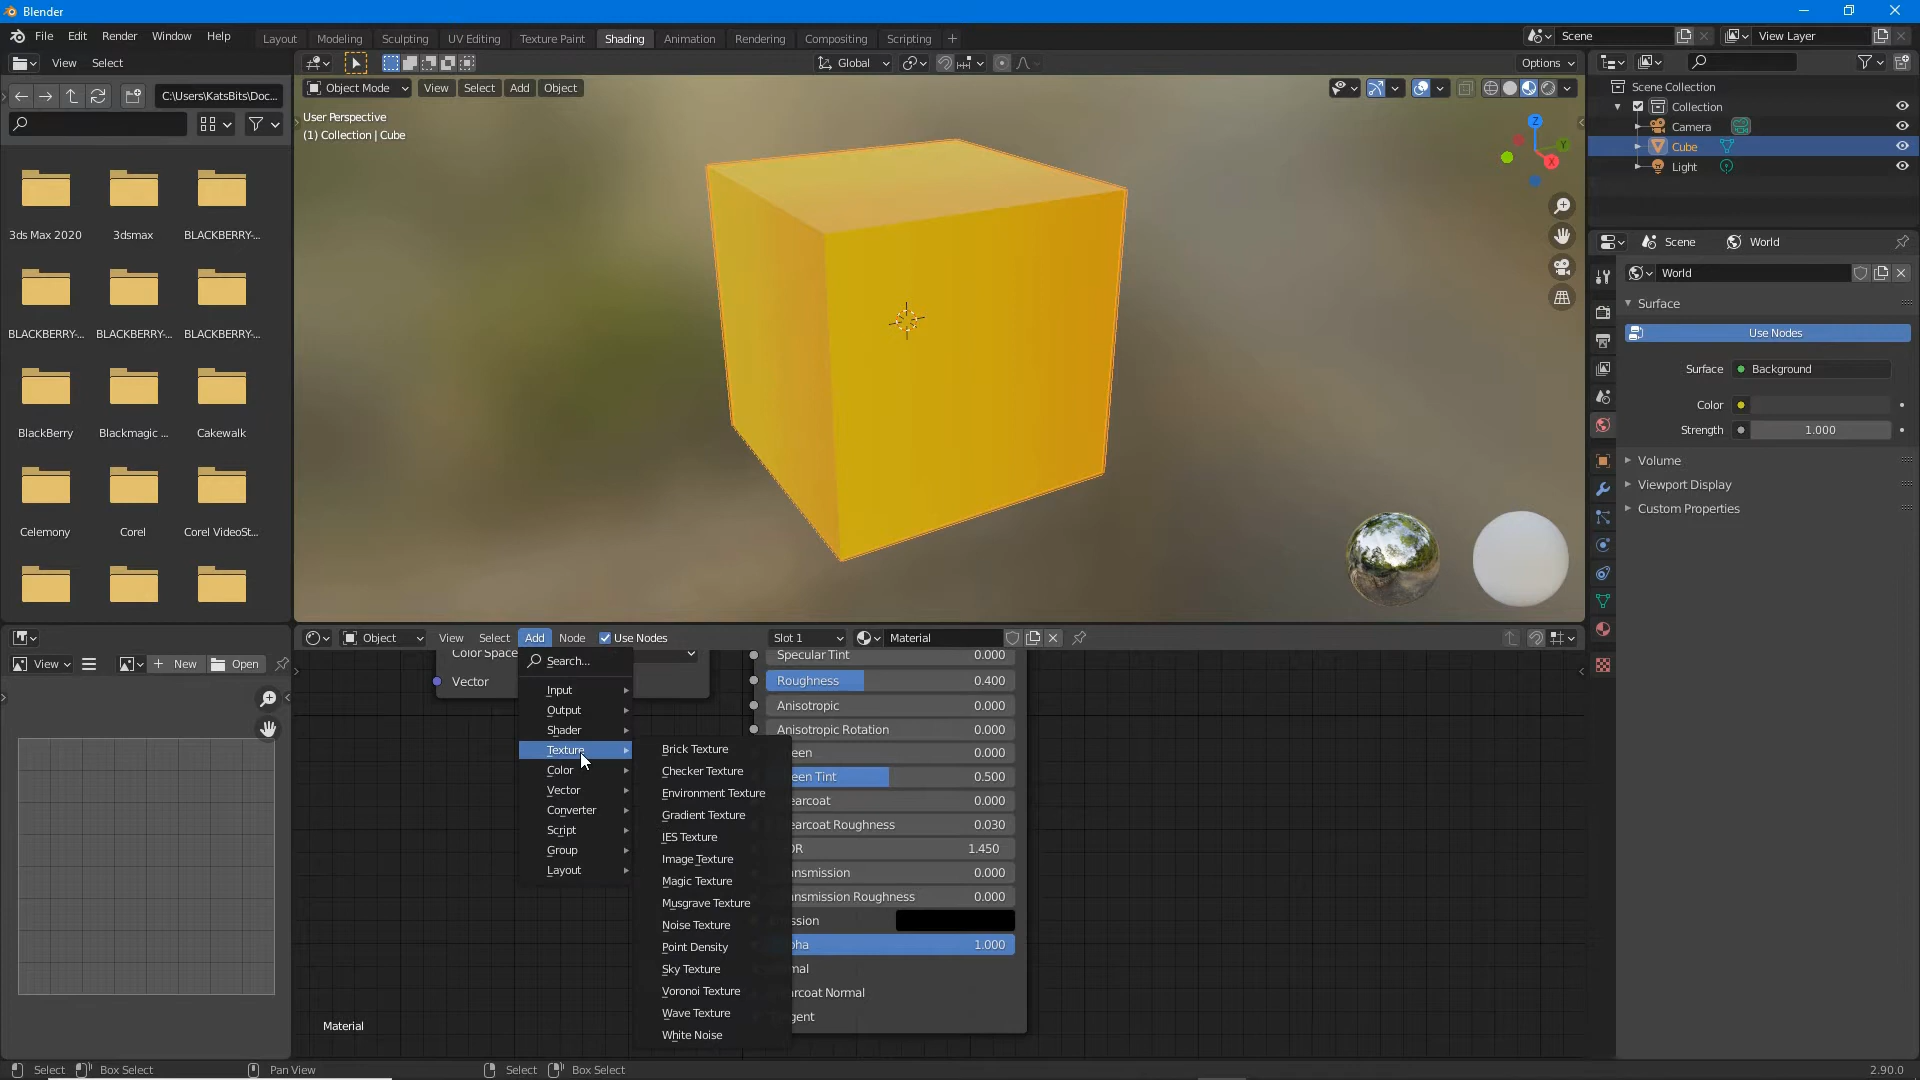 Blender
File Edit Render Window Help
Layout Modeling Sculpting UV Editing Texture Paint Shading Animation Rendering Compositing Scripting +
Scene
View Layer
View Select
Global
Options
C:\Users\KatsBits\Doc...
Object Mode View Select Add Object
User Perspective
(1) Collection | Cube
Z
Y
X
Scene Collection
Collection
Camera
Cube
Light
3ds Max 2020 3dsmax BLACKBERRY-...
BLACKBERRY-... BLACKBERRY-... BLACKBERRY-...
BlackBerry Blackmagic ... Cakewalk
Celemony Corel Corel VideoSt...
Scene World
World
Surface
Use Nodes
Surface Background
Color
Strength 1.000
Volume
Viewport Display
Custom Properties
View New Open
Object View Select Add Node Use Nodes Slot 1 Material
Color Space
Vector
Search...
Input
Output
Shader
Texture
Color
Vector
Converter
Script
Group
Layout
Brick Texture
Checker Texture
Environment Texture
Gradient Texture
IES Texture
Image Texture
Magic Texture
Musgrave Texture
Noise Texture
Point Density
Sky Texture
Voronoi Texture
Wave Texture
White Noise
Specular Tint 0.000
Roughness 0.400
Anisotropic 0.000
Anisotropic Rotation 0.000
een 0.000
een Tint 0.500
earcoat 0.000
earcoat Roughness 0.030
OR 1.450
ansmission 0.000
ansmission Roughness 0.000
ssion
oha 1.000
mal
arcoat Normal
gent
Material
Select Box Select Pan View Select Box Select
2.90.0